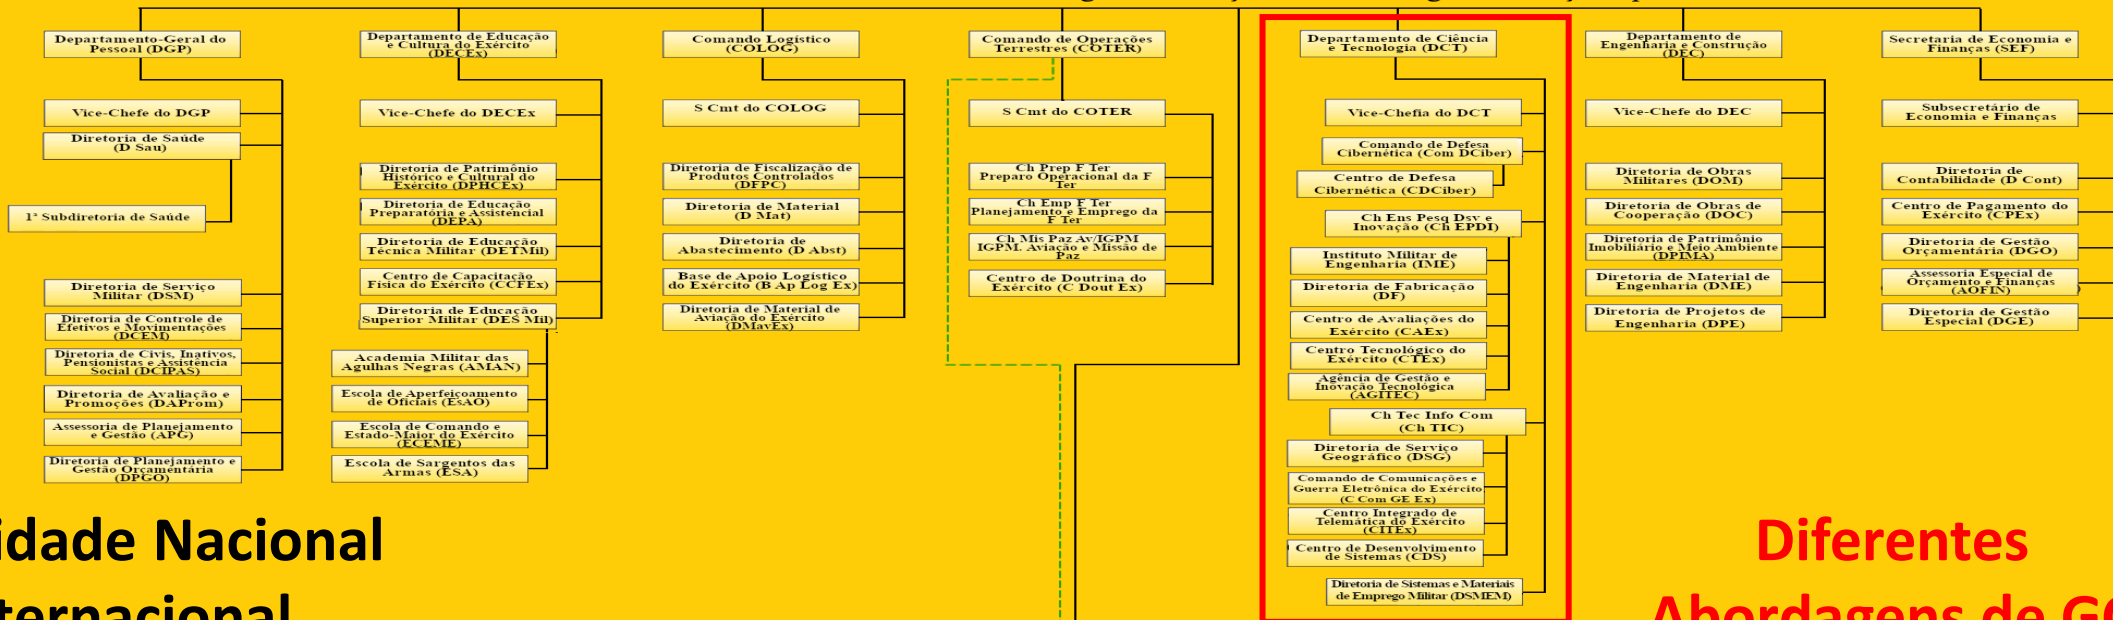 Departamento-Geral do
Pessoal (DGP)
Vice-Chefe do DGP
Diretoria de Saúde
(D Sau)
1ª Subdiretoria de Saúde
Diretoria de Serviço
Militar (DSM)
Diretoria de Controle de
Efetivos e Movimentações
(DCEM)
Diretoria de Civis, Inativos,
Pensionistas e Assistência
Social (DCIPAS)
Diretoria de Avaliação e
Promoções (DAProm)
Assessoria de Planejamento
e Gestão (APG)
Diretoria de Planejamento e
Gestão Orçamentária
(DPGO)
Departamento de Educação
e Cultura do Exército
(DECEx)
Vice-Chefe do DECEx
Diretoria de Patrimônio
Histórico e Cultural do
Exército (DPHCEx)
Diretoria de Educação
Preparatória e Assistencial
(DEPA)
Diretoria de Educação
Técnica Militar (DETMil)
Centro de Capacitação
Física do Exército (CCFEx)
Diretoria de Educação
Superior Militar (DES Mil)
Academia Militar das
Agulhas Negras (AMAN)
Escola de Aperfeiçoamento
de Oficiais (EsAO)
Escola de Comando e
Estado-Maior do Exército
(ECEME)
Escola de Sargentos das
Armas (ESA)
Comando Logístico
(COLOG)
S Cmt do COLOG
Diretoria de Fiscalização de
Produtos Controlados
(DFPC)
Diretoria de Material
(D Mat)
Diretoria de
Abastecimento (D Abst)
Base de Apoio Logístico
do Exército (B Ap Log Ex)
Diretoria de Material de
Aviação do Exército
(DMavEx)
Comando de Operações
Terrestres (COTER)
S Cmt do COTER
Ch Prep F Ter
Preparo Operacional da F
Ter
Ch Emp F Ter
Planejamento e Emprego da
F Ter
Ch Mis Paz Av/IGPM
IGPM. Aviação e Missão de
Paz
Centro de Doutrina do
Exército (C Dout Ex)
Departamento de Ciência
e Tecnologia (DCT)
Vice-Chefia do DCT
Comando de Defesa
Cibernética (Com DCiber)
Centro de Defesa
Cibernética (CDCiber)
Ch Ens Pesq Dsv e
Inovação (Ch EPDI)
Instituto Militar de
Engenharia (IME)
Diretoria de Fabricação
(DF)
Centro de Avaliações do
Exército (CAEx)
Centro Tecnológico do
Exército (CTEx)
Agência de Gestão e
Inovação Tecnológica
(AGITEC)
Ch Tec Info Com
(Ch TIC)
Diretoria de Serviço
Geográfico (DSG)
Comando de Comunicações e
Guerra Eletrônica do Exército
(C Com GE Ex)
Centro Integrado de
Telemática do Exército
(CITEx)
Centro de Desenvolvimento
de Sistemas (CDS)
Diretoria de Sistemas e Materiais
de Emprego Militar (DSMEM)
Departamento de
Engenharia e Construção
(DEC)
Vice-Chefe do DEC
Diretoria de Obras
Militares (DOM)
Diretoria de Obras de
Cooperação (DOC)
Diretoria de Patrimônio
Imobiliário e Meio Ambiente
(DPIMA)
Diretoria de Material de
Engenharia (DME)
Diretoria de Projetos de
Engenharia (DPE)
Secretaria de Economia e
Finanças (SEF)
Subsecretário de
Economia e Finanças
Diretoria de
Contabilidade (D Cont)
Centro de Pagamento do
Exército (CPEx)
Diretoria de Gestão
Orçamentária (DGO)
Assessoria Especial de
Orçamento e Finanças
(AOFIN)
Diretoria de Gestão
Especial (DGE)
idade Nacional
ternacional
Diferentes
Abordagens de G